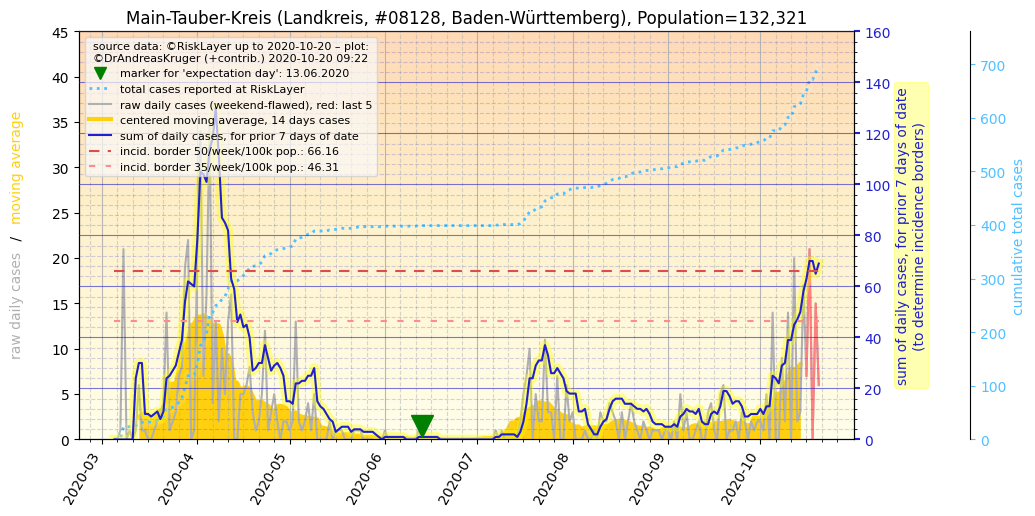 Main-Tauber-Kreis (Landkreis, #08128, Baden-Württemberg), Population=132,321
source data: ©RiskLayer up to 2020-10-20 – plot:
©DrAndreasKruger (+contrib.) 2020-10-20 09:22
marker for 'expectation day': 13.06.2020
total cases reported at RiskLayer
raw daily cases (weekend-flawed), red: last 5
centered moving average, 14 days cases
sum of daily cases, for prior 7 days of date
incid. border 50/week/100k pop.: 66.16
incid. border 35/week/100k pop.: 46.31
raw daily cases / moving average
45
40
35
30
25
20
15
10
5
0
160
140
120
100
80
60
40
20
0
sum of daily cases, for prior 7 days of date
(to determine incidence borders)
700
600
500
400
300
200
100
0
cumulative total cases
2020-03
2020-04
2020-05
2020-06
2020-07
2020-08
2020-09
2020-10